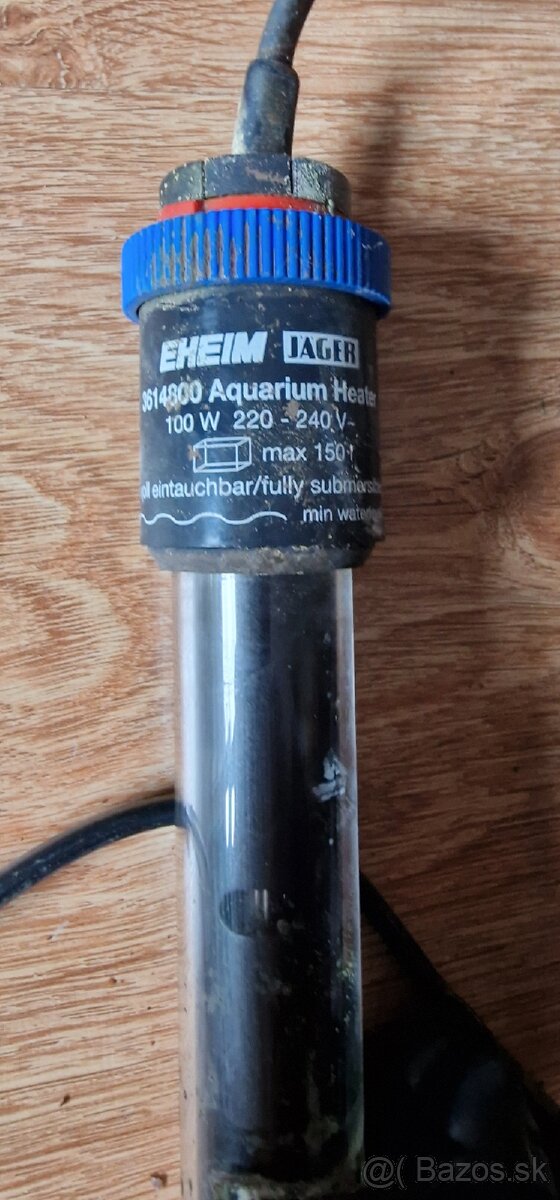 EHEIM JÄGER
3614800 Aquarium Heater
100 W 220 - 240 V~
max 150 l
voll eintauchbar/fully submersible
min water
@( Bazos.sk